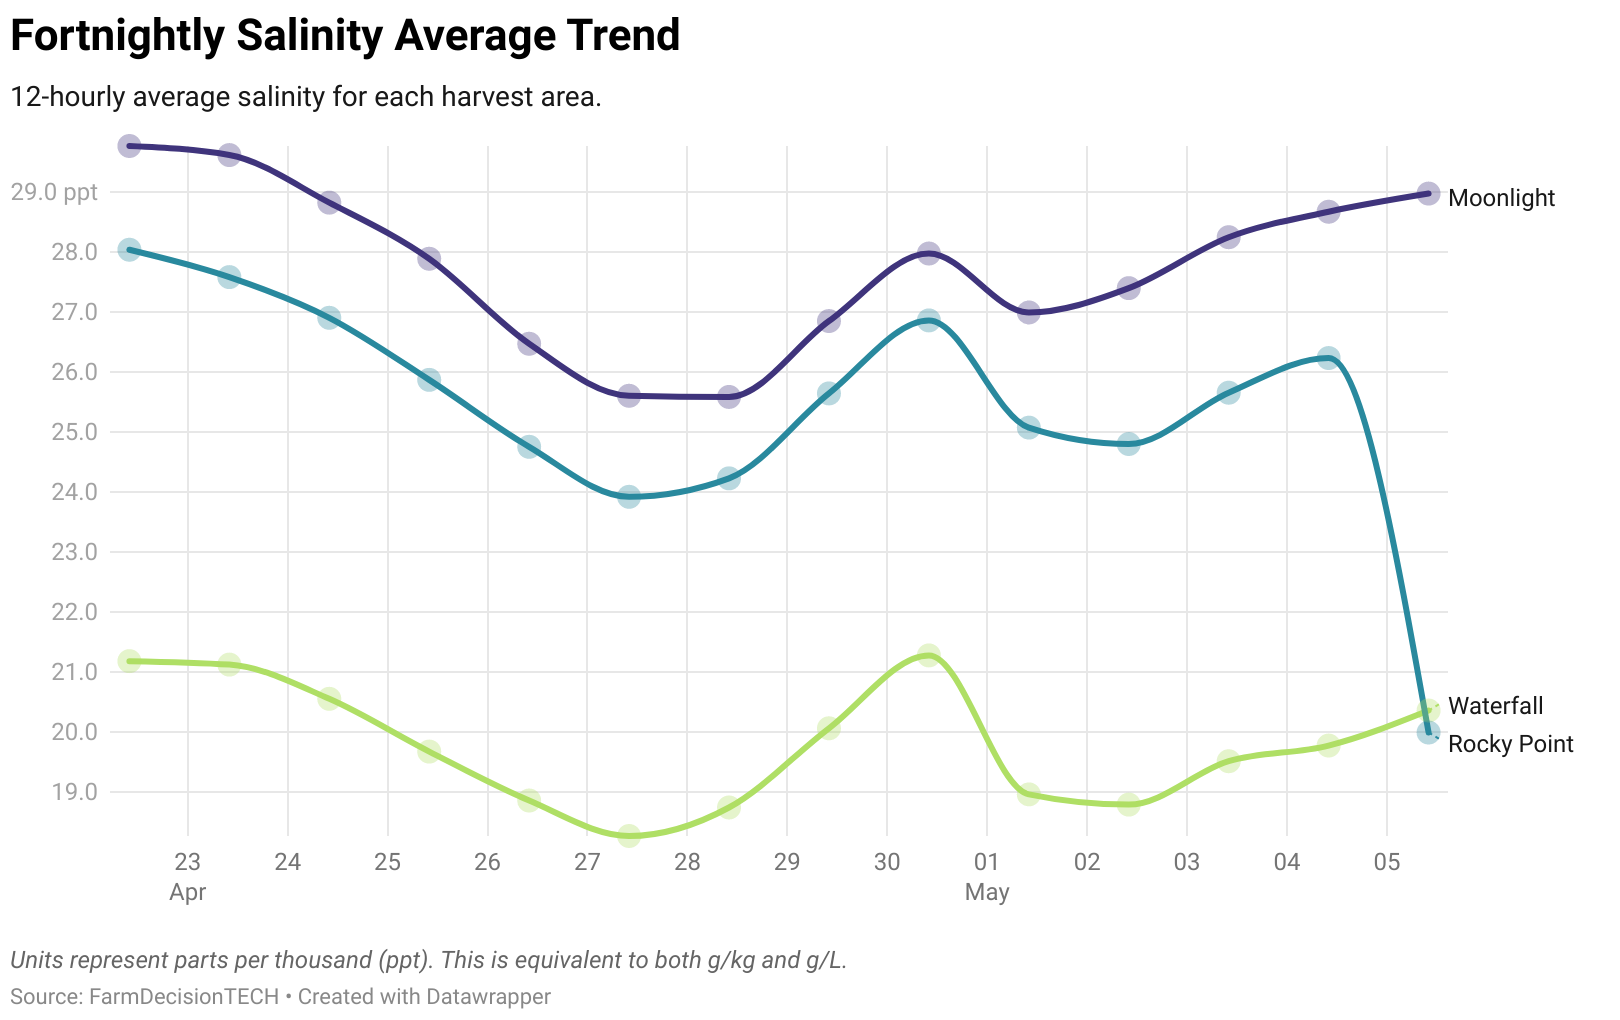 Fortnightly Salinity Average Trend
12-hourly average salinity for each harvest area.
29.0 ppt
28.0
27.0
26.0
25.0
24.0
23.0
22.0
21.0
20.0
19.0
Moonlight
Waterfall
Rocky Point
23 24 25 26 27 28 29 30 01 02 03 04 05
Apr May
Units represent parts per thousand (ppt). This is equivalent to both g/kg and g/L.
Source: FarmDecisionTECH • Created with Datawrapper